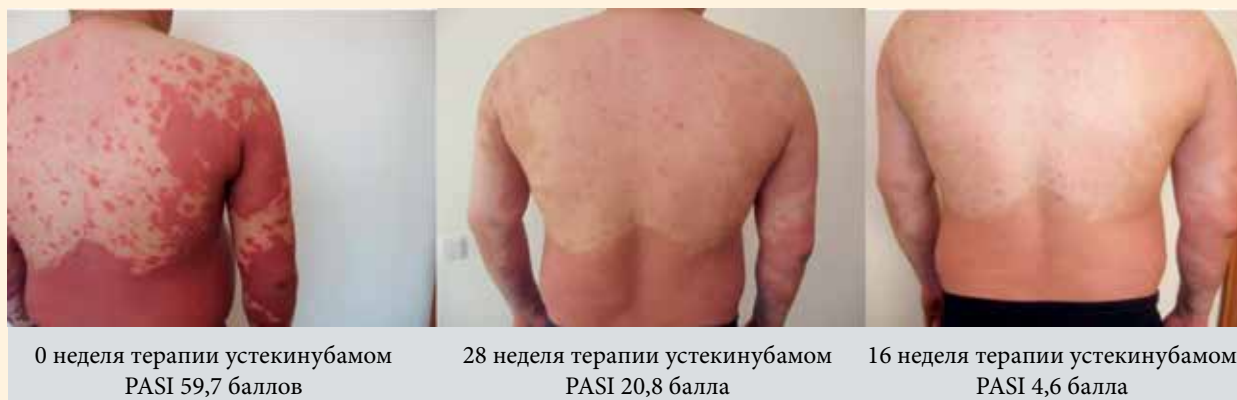 0 неделя терапии устекинубамом
PASI 59,7 баллов
28 неделя терапии устекинубамом
PASI 20,8 балла
16 неделя терапии устекинубамом
PASI 4,6 балла